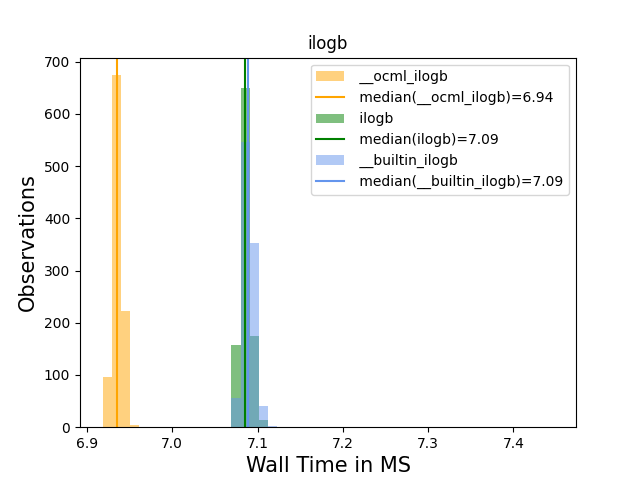 ilogb
700
600
500
400
300
200
100
0
Observations
6.9 7.0 7.1 7.2 7.3 7.4
Wall Time in MS
__ocml_ilogb
median(__ocml_ilogb)=6.94
ilogb
median(ilogb)=7.09
__builtin_ilogb
median(__builtin_ilogb)=7.09